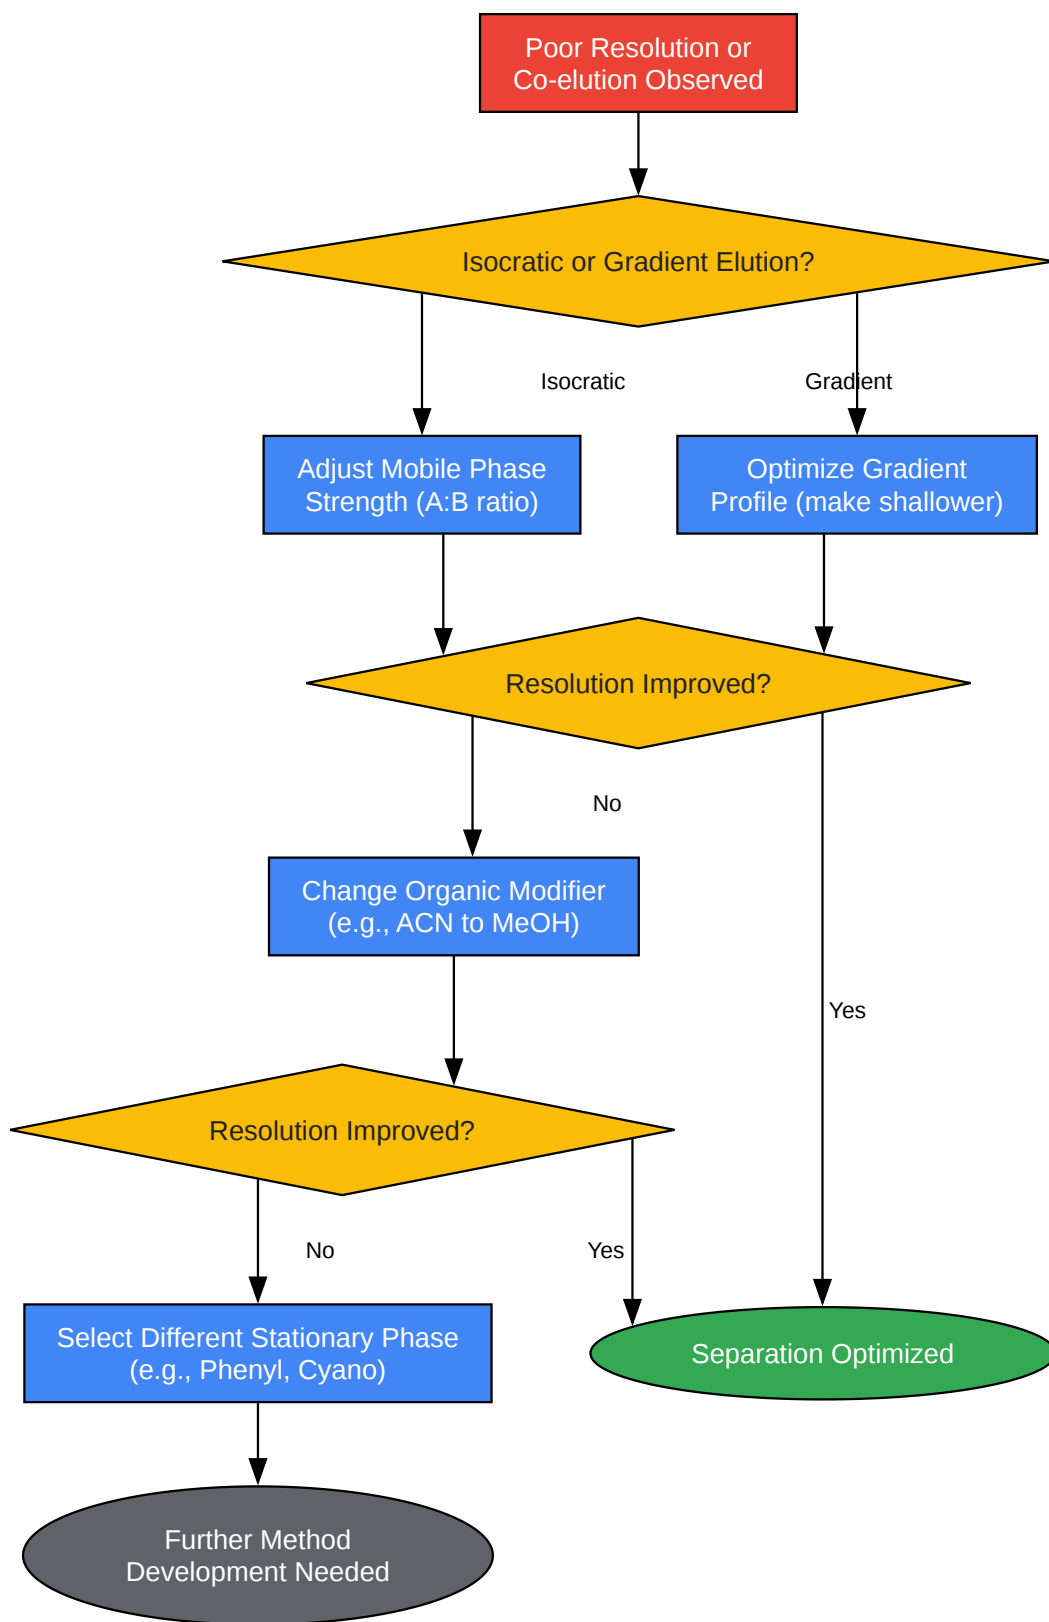 Poor Resolution or
Co-elution Observed
Isocratic or Gradient Elution?
Isocratic
Gradient
Adjust Mobile Phase
Strength (A:B ratio)
Optimize Gradient
Profile (make shallower)
Resolution Improved?
No
Change Organic Modifier
(e.g., ACN to MeOH)
Yes
Resolution Improved?
No
Yes
Select Different Stationary Phase
(e.g., Phenyl, Cyano)
Separation Optimized
Further Method
Development Needed